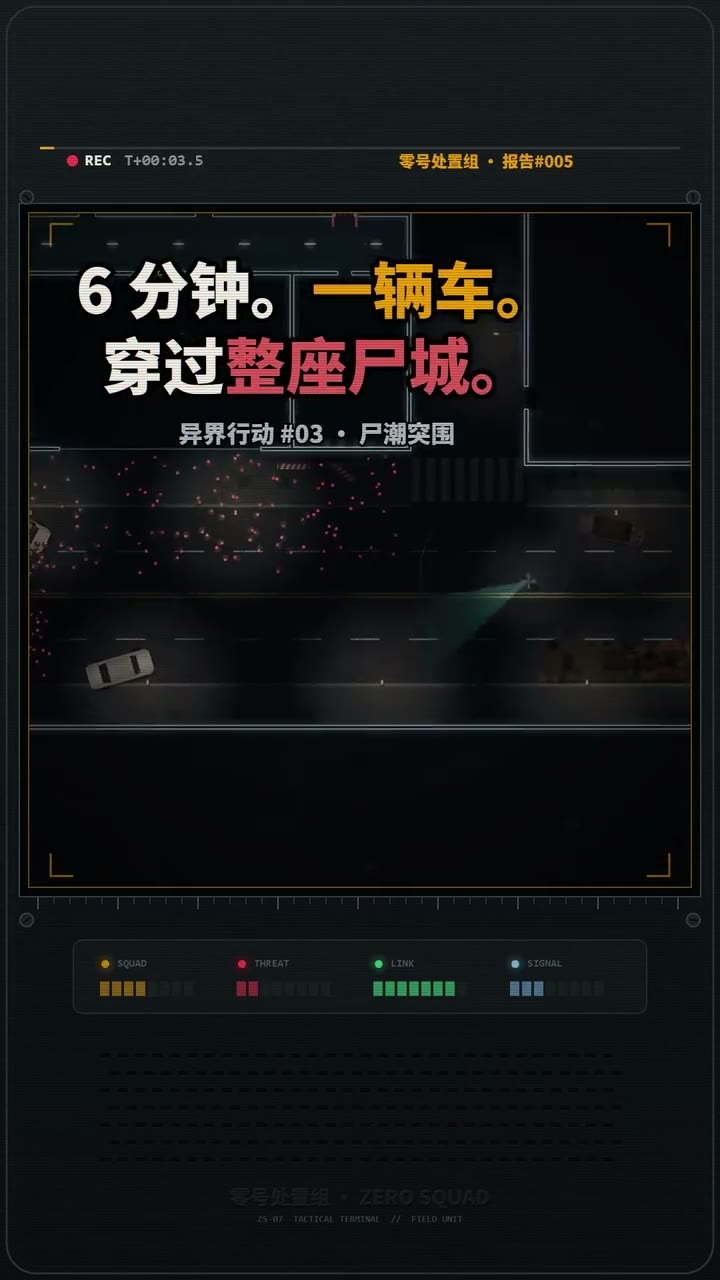 REC T+00:03.5
零号处置组 · 报告#005
6 分钟。一辆车。
穿过整座尸城。
异界行动 #03 · 尸潮突围
SQUAD
THREAT
LINK
SIGNAL
零号处置组 · ZERO SQUAD
ZS-07 TACTICAL TERMINAL // FIELD UNIT